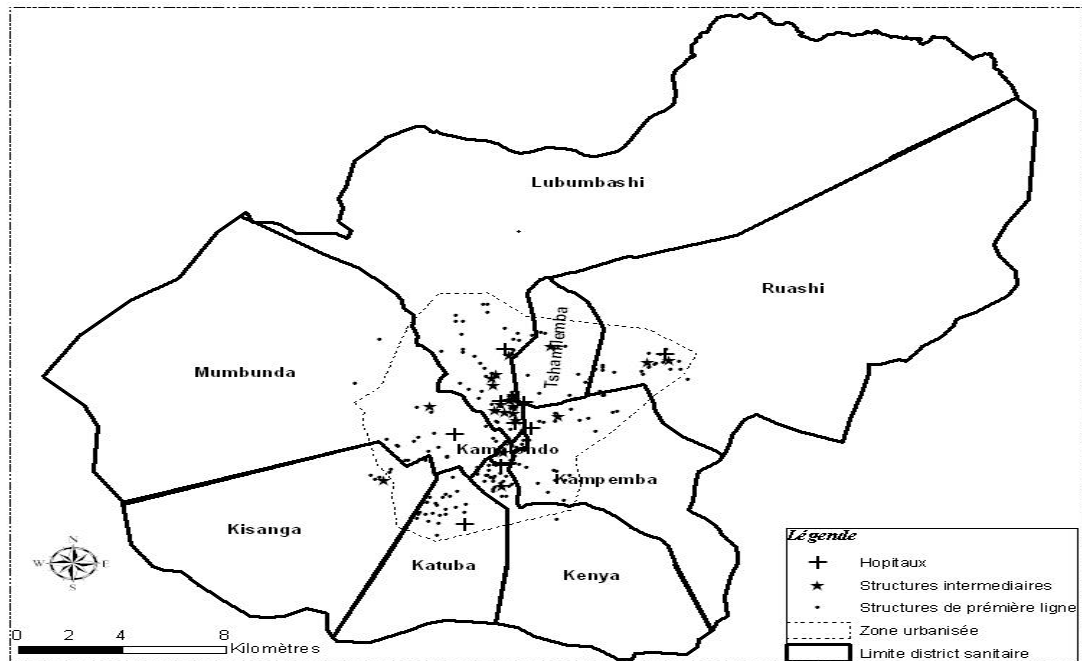 Lubumbashi
Ruashi
Tshamilemba
Mumbunda
Kamalondo
Kampemba
Kisanga
Katuba
Kenya
N
W E
S
0 2 4 8
Kilomètres
Légende
Hopitaux
Structures intermediaires
Structures de prémière ligne
Zone urbanisée
Limite district sanitaire